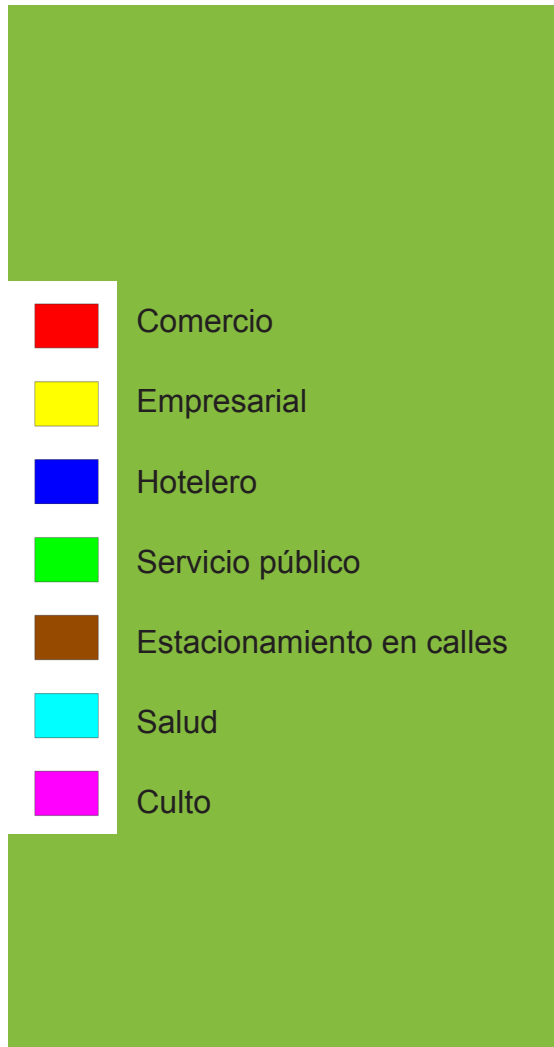 Comercio
Empresarial
Hotelero
Servicio público
Estacionamiento en calles
Salud
Culto